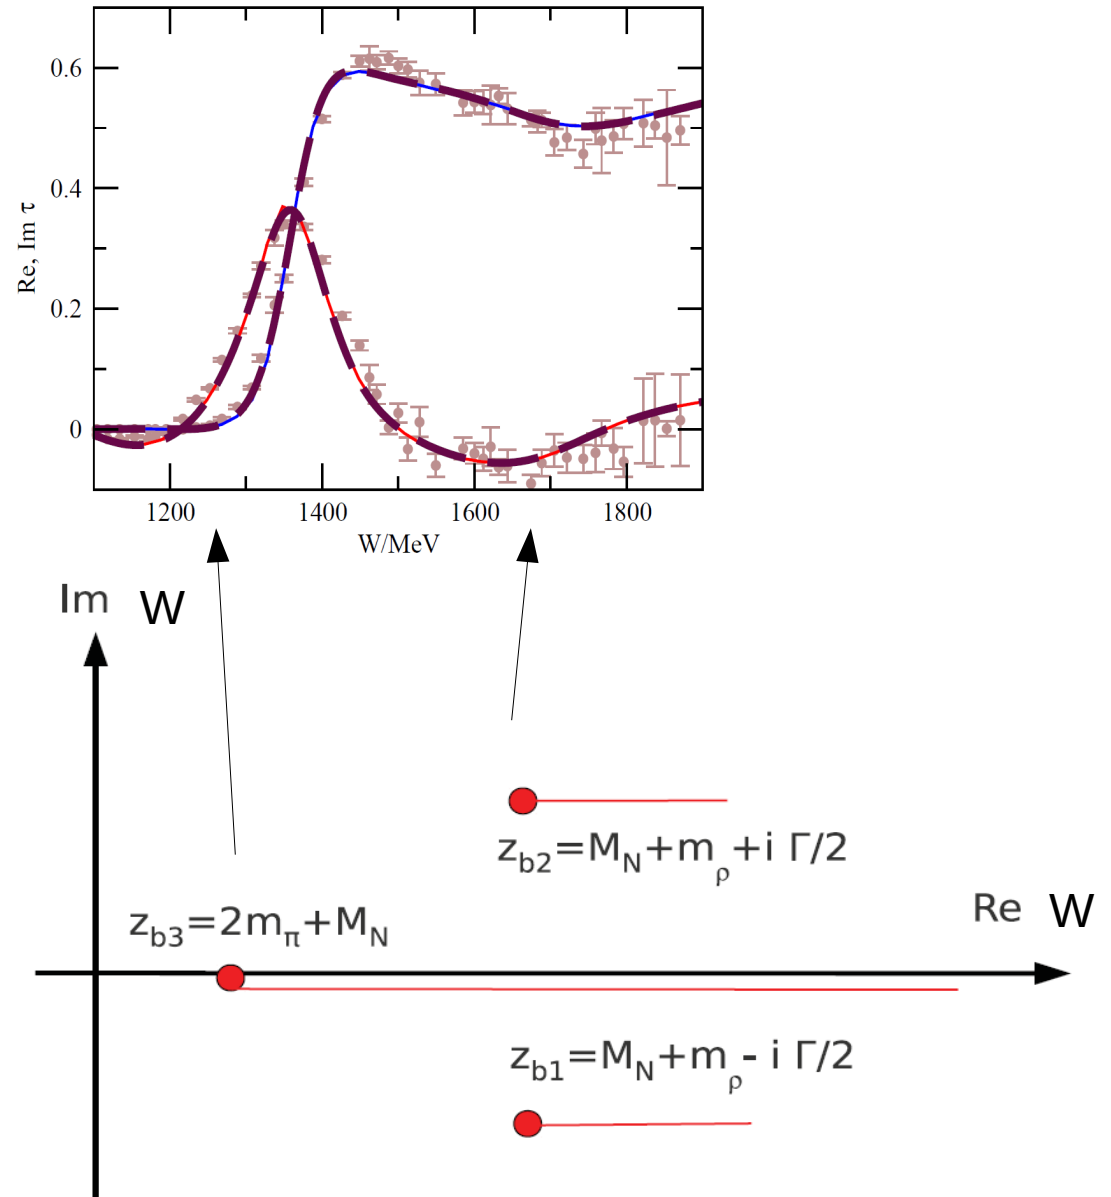 0.6
0.4
0.2
0
Re, Im τ
1200 1400 1600 1800
W/MeV
Im W
z_b2=M_N+m_ρ+i Γ/2
z_b3=2m_π+M_N
Re W
z_b1=M_N+m_ρ- i Γ/2